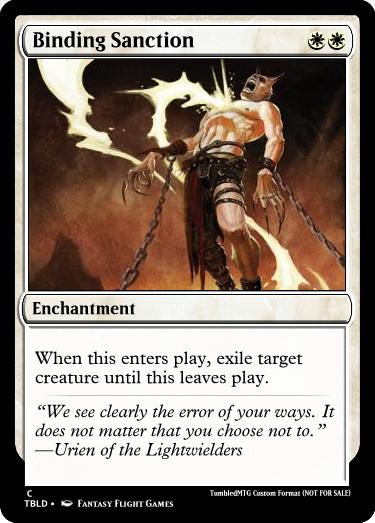 Binding Sanction
Enchantment
When this enters play, exile target
creature until this leaves play.
“We see clearly the error of your ways. It
does not matter that you choose not to.”
—Urien of the Lightwielders
C
TBLD • Fantasy Flight Games
TumbledMTG Custom Format (NOT FOR SALE)